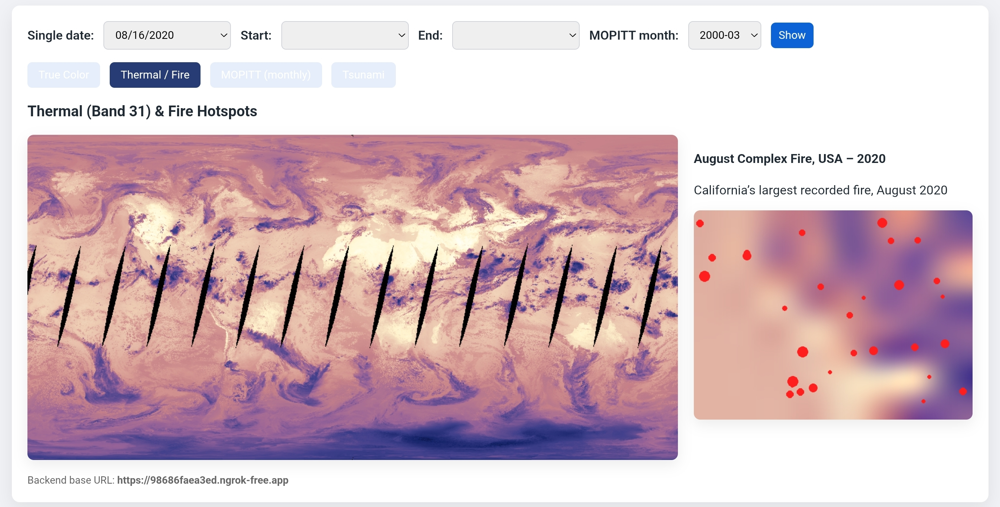 Single date: 08/16/2020 Start: End: MOPITT month: 2000-03 Show
True Color Thermal / Fire MOPITT (monthly) Tsunami
Thermal (Band 31) & Fire Hotspots
August Complex Fire, USA – 2020
California’s largest recorded fire, August 2020
Backend base URL: https://98686faea3ed.ngrok-free.app